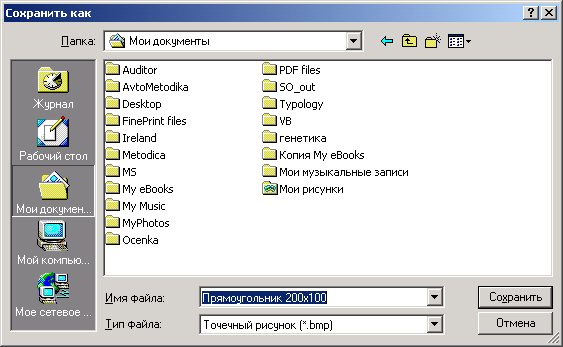 Сохранить как
Папка: Мои документы
Журнал
Рабочий стол
Мои докумен...
Мой компью...
Мое сетевое ...
Auditor
AvtoMetodika
Desktop
FinePrint files
Ireland
Metodica
MS
My eBooks
My Music
MyPhotos
Ocenka
PDF files
SO_out
Typology
VB
генетика
Копия My eBooks
Мои музыкальные записи
Мои рисунки
Имя файла: Прямоугольник 200x100 Сохранить
Тип файла: Точечный рисунок (*.bmp) Отмена